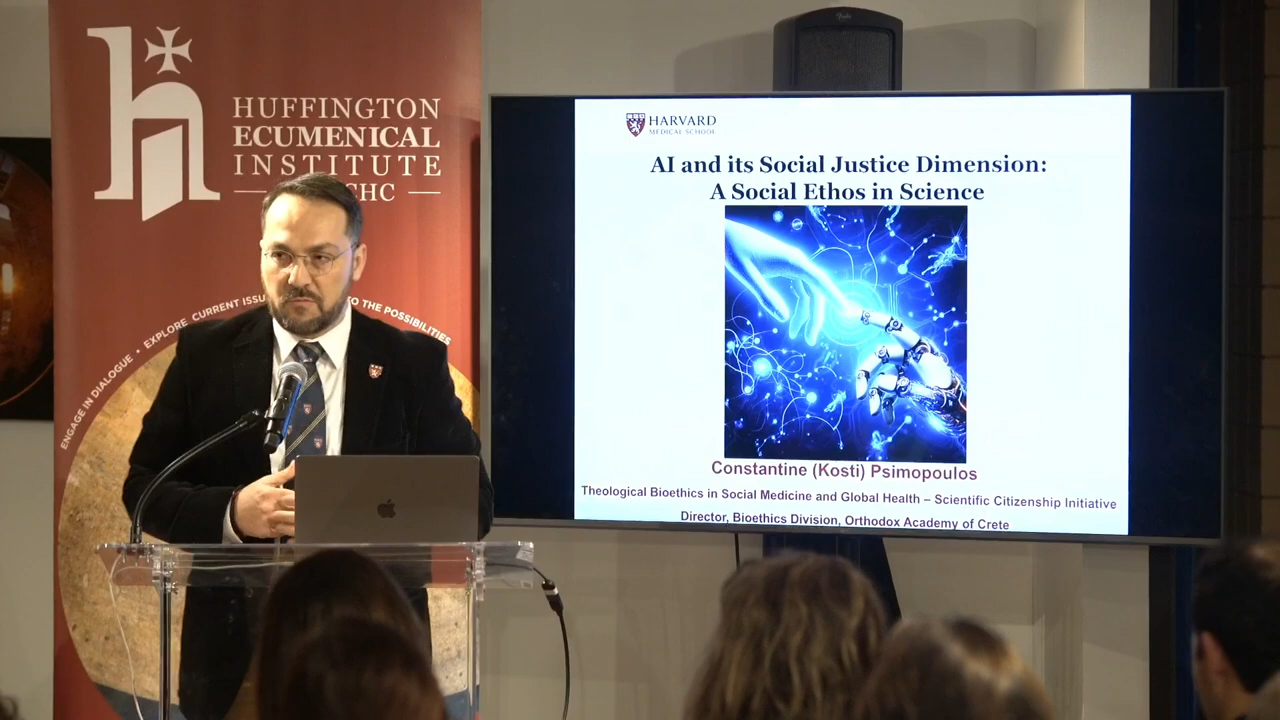 HUFFINGTON
ECUMENICAL
INSTITUTE
CHC
ENGAGE IN DIALOGUE • EXPLORE CURRENT ISSU
TO THE POSSIBILITIES
Fender
HARVARD
MEDICAL SCHOOL
AI and its Social Justice Dimension:
A Social Ethos in Science
Constantine (Kosti) Psimopoulos
Theological Bioethics in Social Medicine and Global Health – Scientific Citizenship Initiative
Director, Bioethics Division, Orthodox Academy of Crete